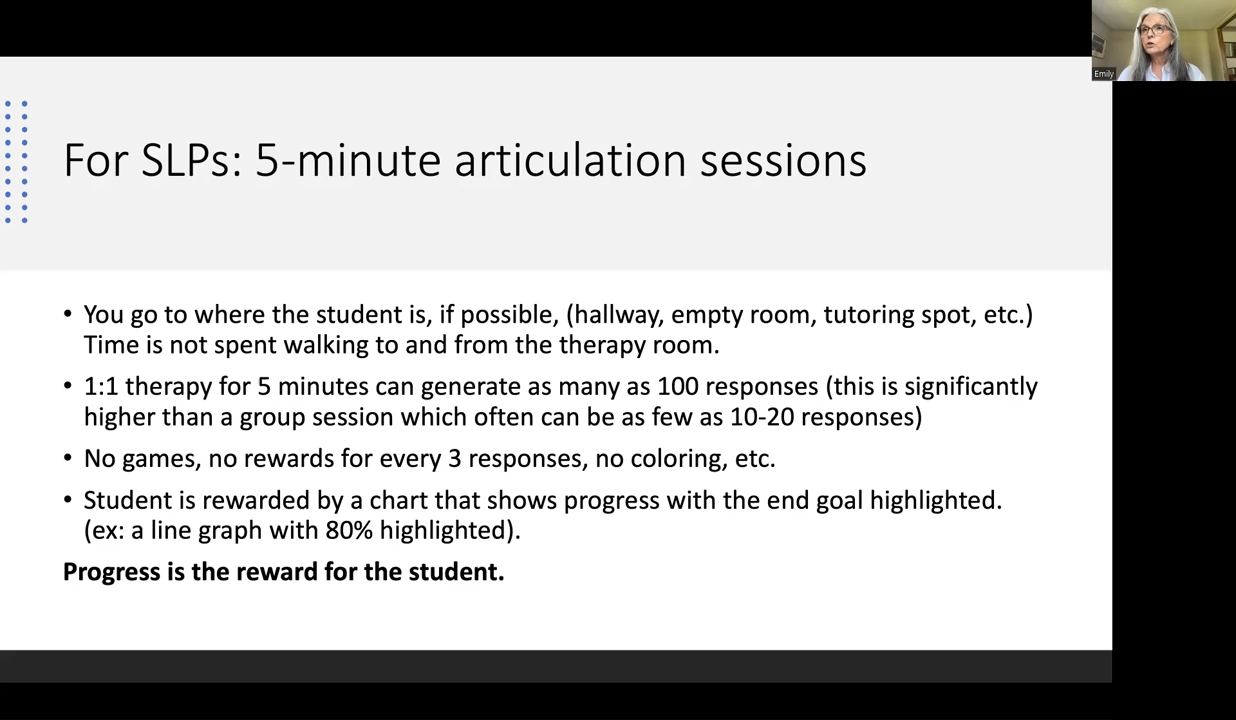 Emily
For SLPs: 5-minute articulation sessions
• You go to where the student is, if possible, (hallway, empty room, tutoring spot, etc.)
Time is not spent walking to and from the therapy room.
• 1:1 therapy for 5 minutes can generate as many as 100 responses (this is significantly
higher than a group session which often can be as few as 10-20 responses)
• No games, no rewards for every 3 responses, no coloring, etc.
• Student is rewarded by a chart that shows progress with the end goal highlighted.
(ex: a line graph with 80% highlighted).
Progress is the reward for the student.